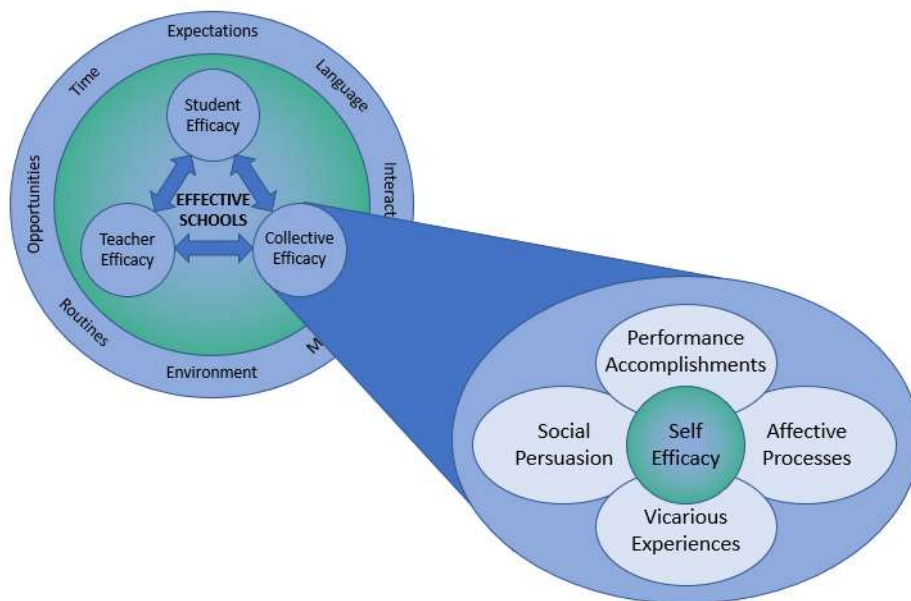 Expectations
Time
Language
Student
Efficacy
Opportunities
EFFECTIVE
SCHOOLS
Teacher
Efficacy
Collective
Efficacy
Routines
Environment
Performance
Accomplishments
Social
Persuasion
Self
Efficacy
Affective
Processes
Vicarious
Experiences